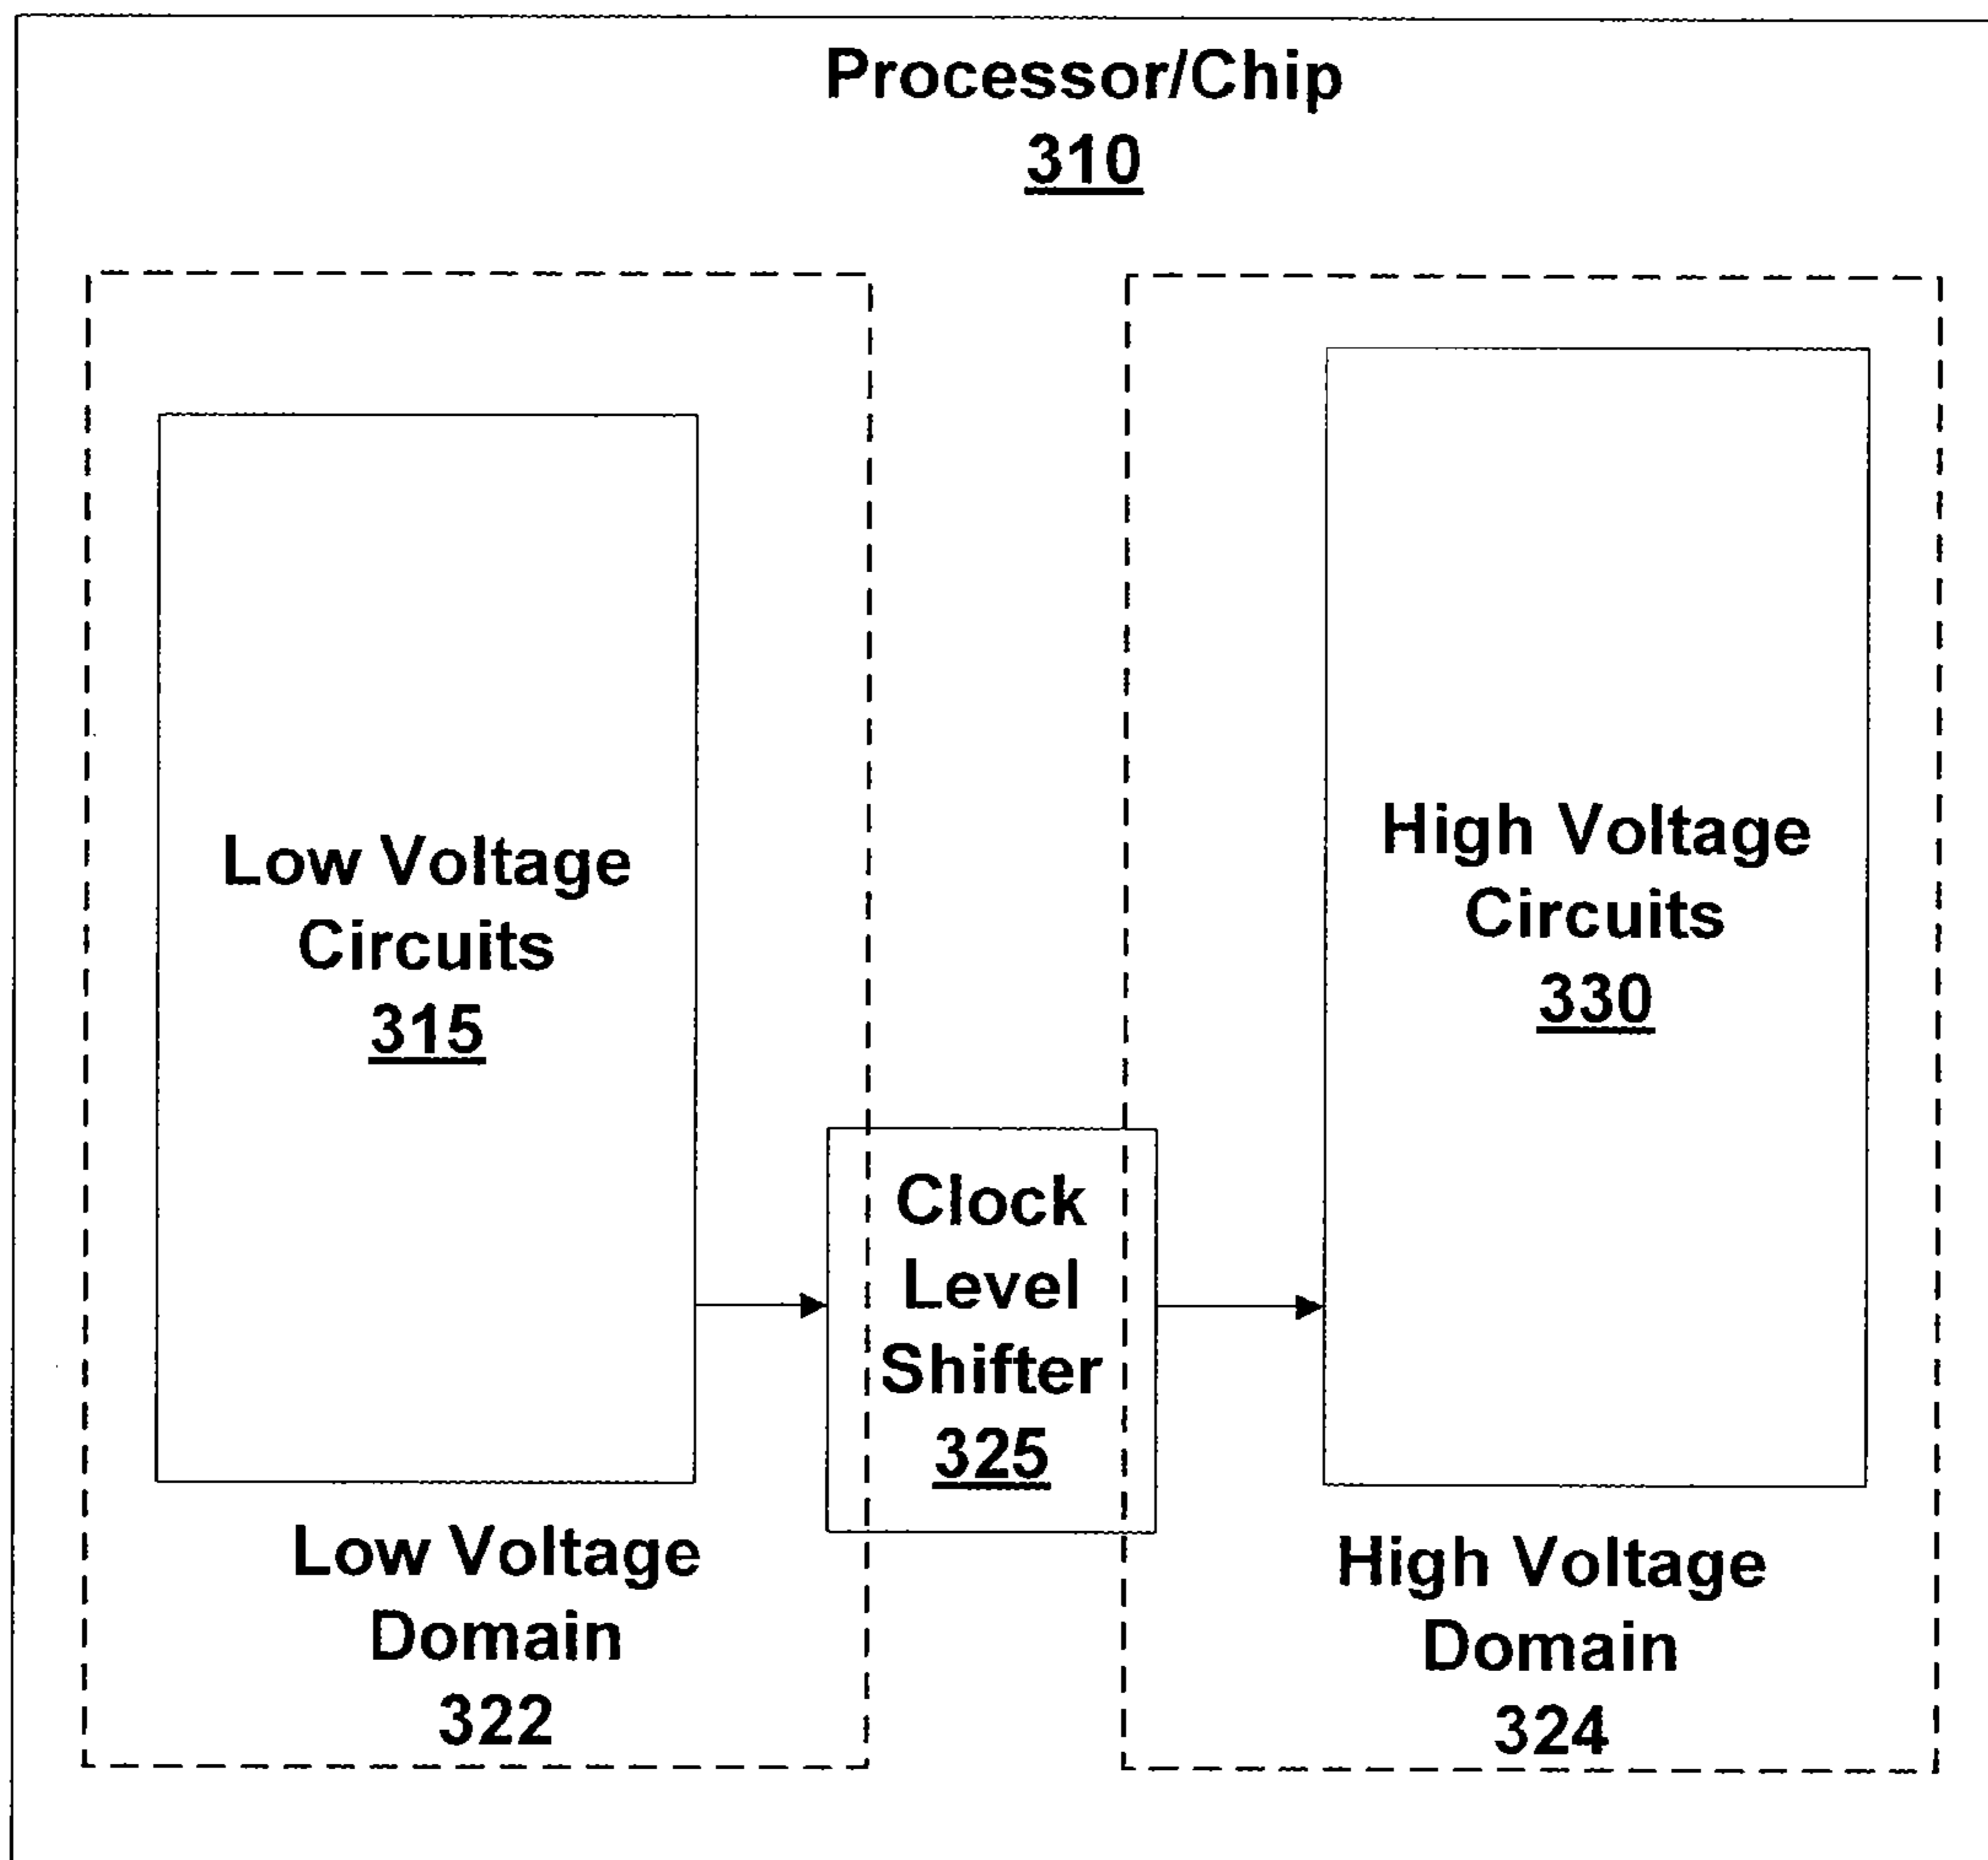 Processor/Chip
310
Low Voltage
Circuits
315
High Voltage
Circuits
330
Clock
Level
Shifter
325
Low Voltage
Domain
322
High Voltage
Domain
324